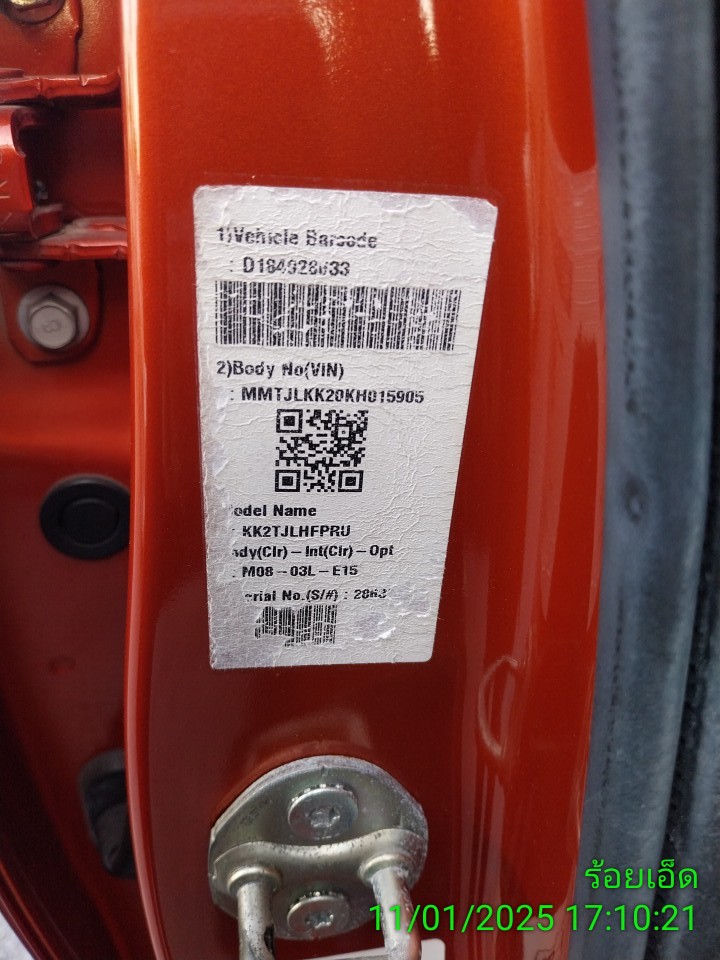 1)Vehicle Barcode
2)Body No(VIN)
: MMTJLKK20KH015905
odel Name
KK2TJLHFPRU
dy(Clr)-Int(Clr)-Opt
M08-03L-E15
erial No.(S/#) :
ร้อยเอ็ด
11/01/2025 17:10:21